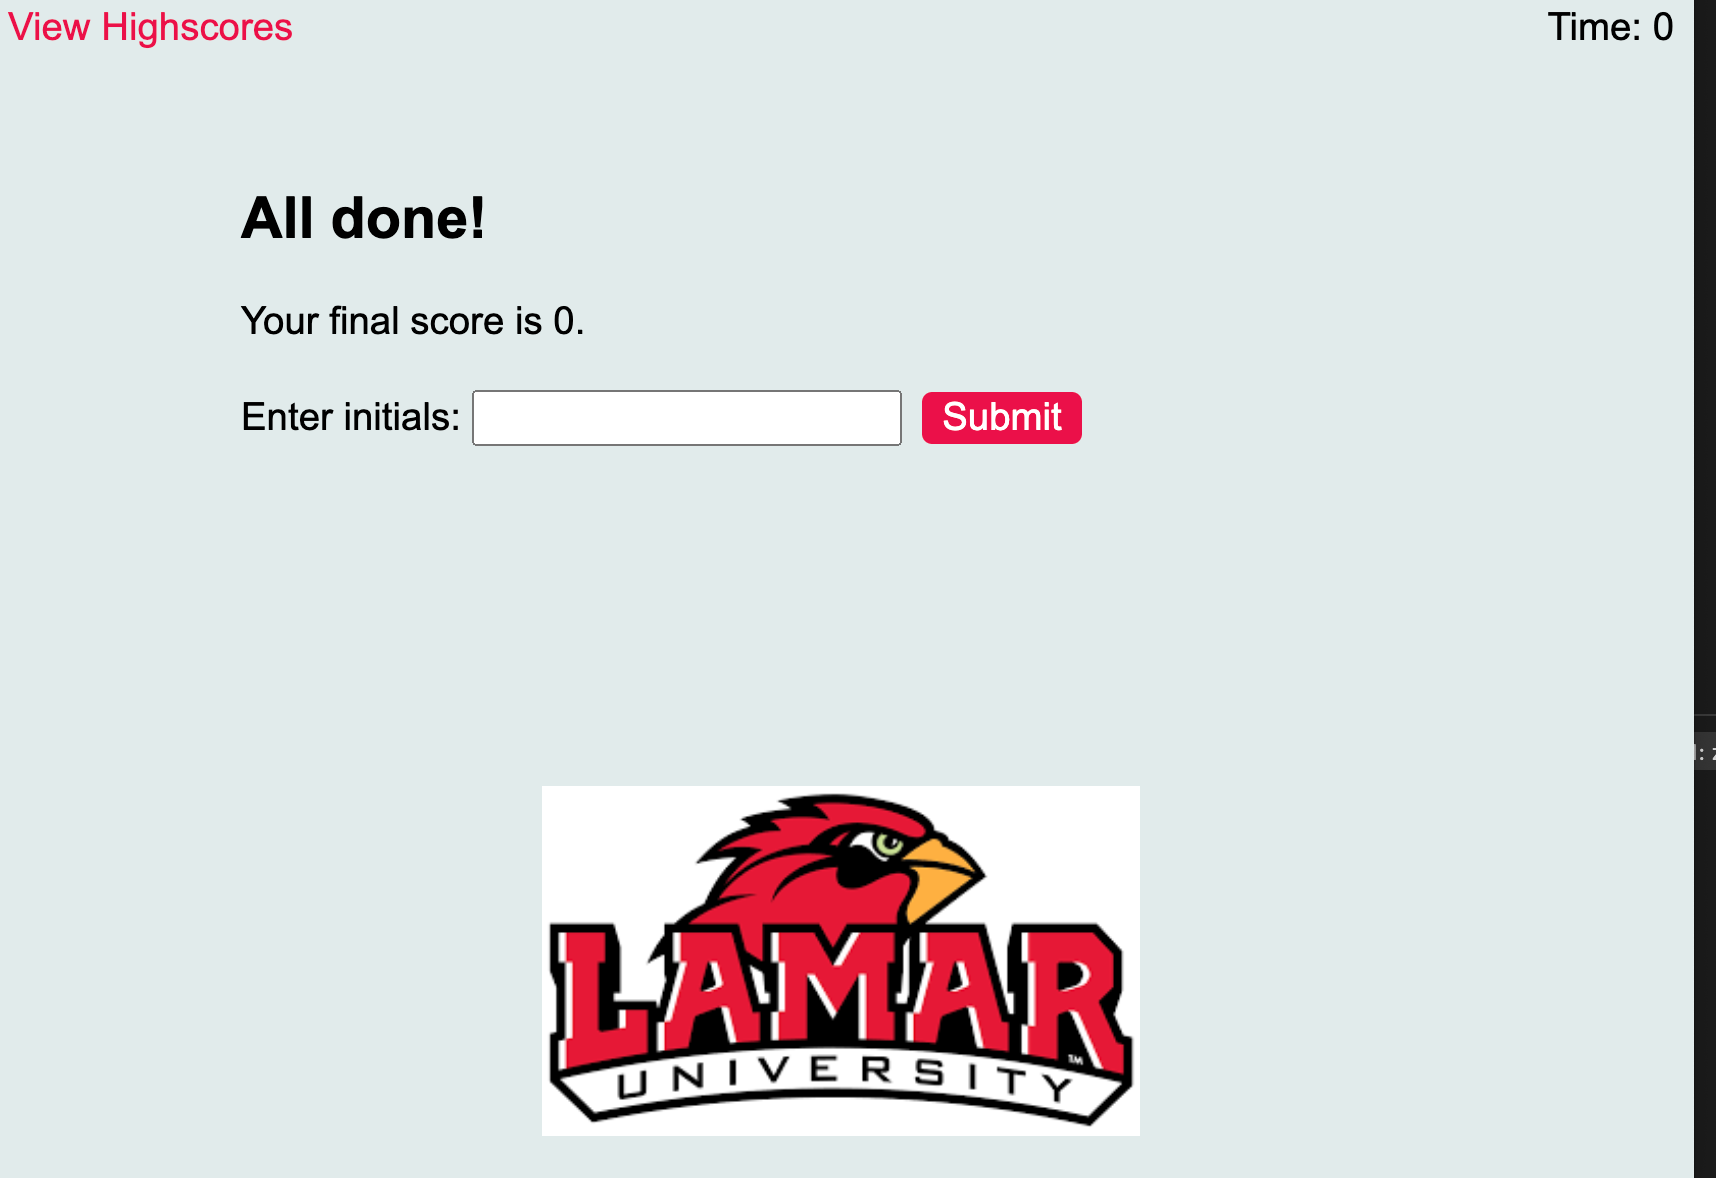 View Highscores
Time: 0
All done!
Your final score is 0.
Enter initials:
Submit
LAMAR
TM
UNIVERSITY